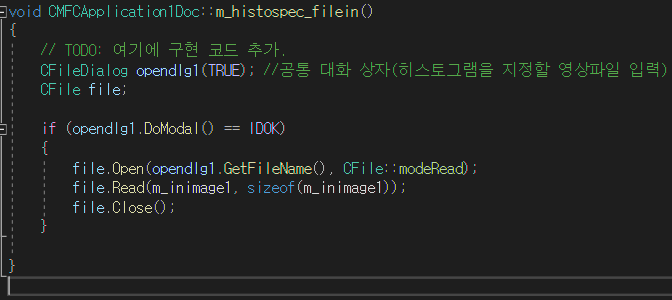 void CMFCApplication1Doc::m_histospec_filein()
{
// TODO: 여기에 구현 코드 추가.
CFileDialog opendlg1(TRUE); //공통 대화 상자(히스토그램을 지정할 영상파일 입력)
CFile file;
if (opendlg1.DoModal() == IDOK)
{
file.Open(opendlg1.GetFileName(), CFile::modeRead);
file.Read(m_inimage1, sizeof(m_inimage1));
file.Close();
}
}